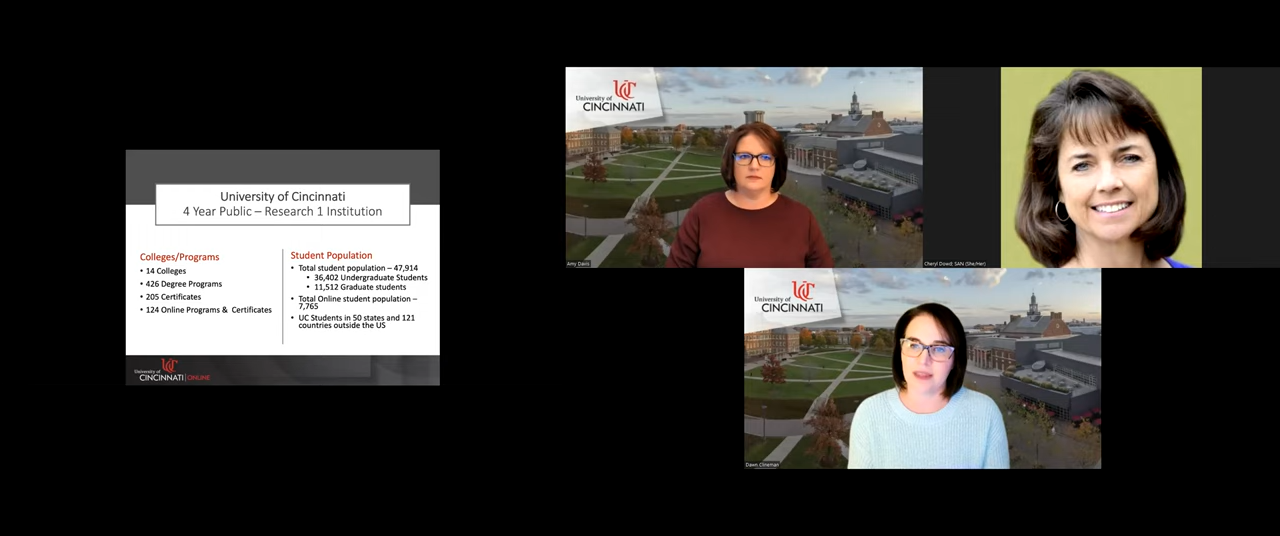 University of Cincinnati
4 Year Public – Research 1 Institution
Colleges/Programs
• 14 Colleges
• 426 Degree Programs
• 205 Certificates
• 124 Online Programs & Certificates
Student Population
• Total student population – 47,914
• 36,402 Undergraduate Students
• 11,512 Graduate students
• Total Online student population –
7,765
• UC Students in 50 states and 121
countries outside the US
UC
University of
CINCINNATI | ONLINE
UC
University of
CINCINNATI
Amy Davis
Cheryl Dowd, SAN (She/Her)
UC
University of
CINCINNATI
Dawn Clineman